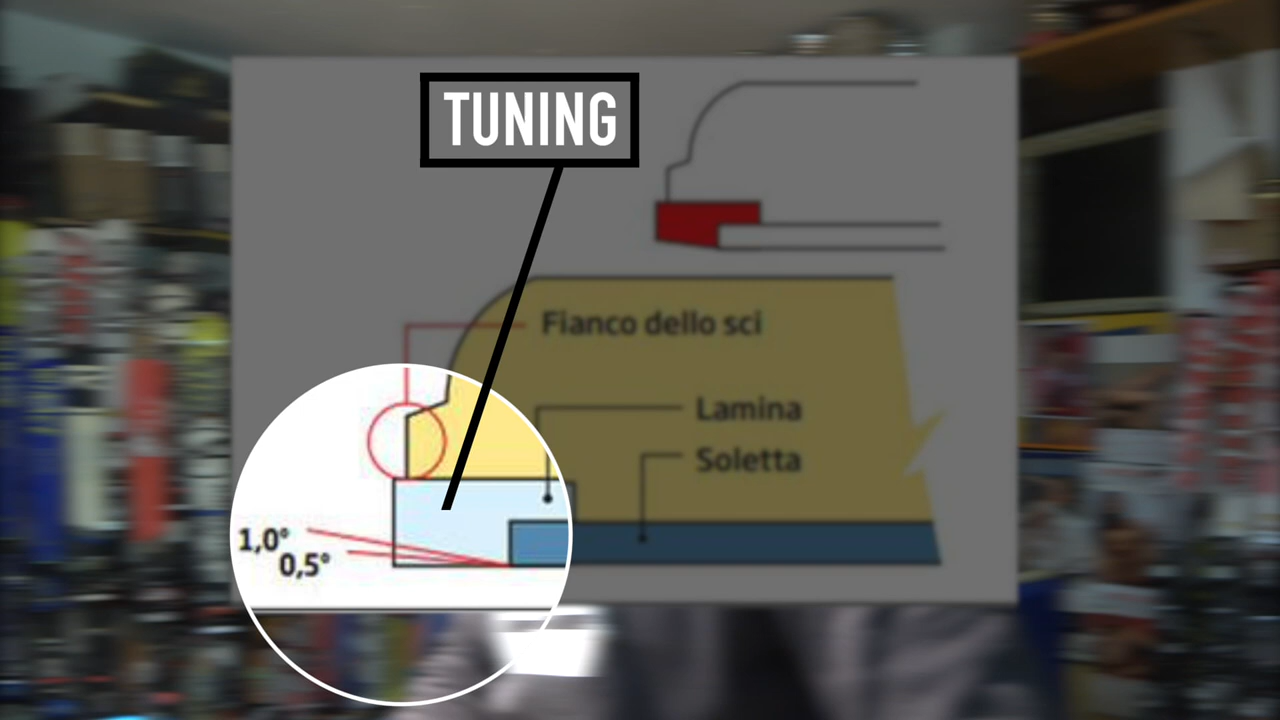 TUNING
Fianco dello sci
Lamina
Soletta
1,0°
0,5°